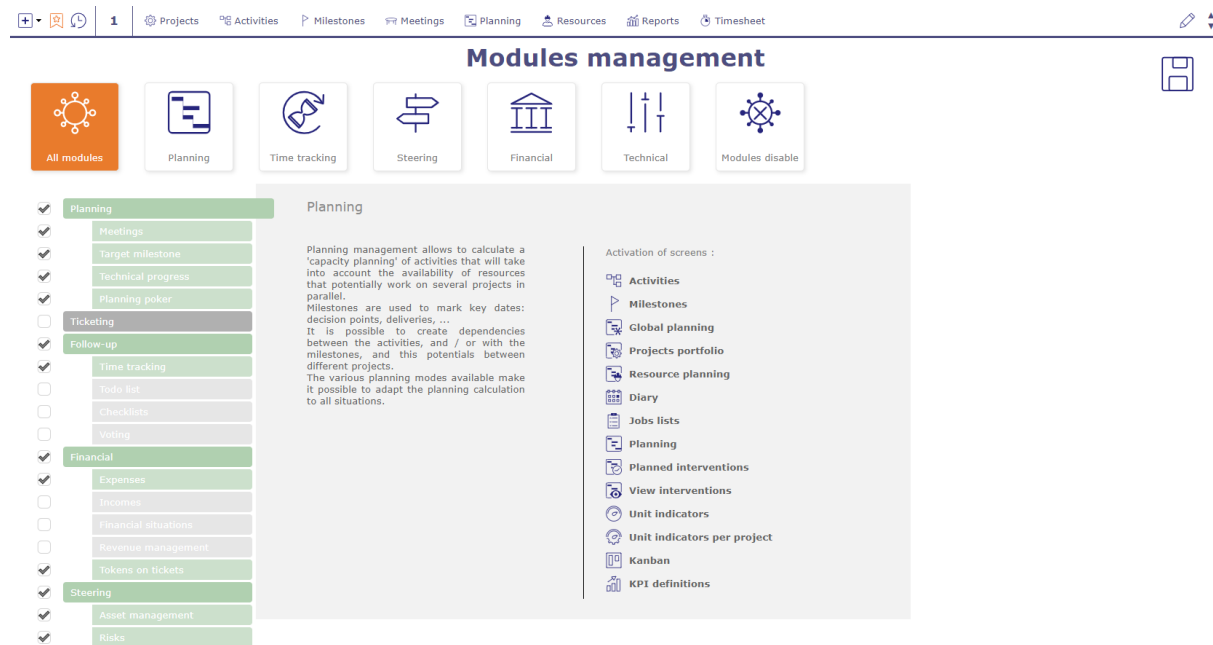 1 Projects Activities Milestones Meetings Planning Resources Reports Timesheet
Modules management
All modules Planning Time tracking Steering Financial Technical Modules disable
Planning
Meetings
Target milestone
Technical progress
Planning poker
Ticketing
Follow-up
Time tracking
Todo list
Checklists
Voting
Financial
Expenses
Incomes
Financial situations
Revenue management
Tokens on tickets
Steering
Asset management
Risks
Planning
Planning management allows to calculate a
'capacity planning' of activities that will take
into account the availability of resources
that potentially work on several projects in
parallel.
Milestones are used to mark key dates:
decision points, deliveries, ...
It is possible to create dependencies
between the activities, and / or with the
milestones, and this potentials between
different projects.
The various planning modes available make
it possible to adapt the planning calculation
to all situations.
Activation of screens :
Activities
Milestones
Global planning
Projects portfolio
Resource planning
Diary
Jobs lists
Planning
Planned interventions
View interventions
Unit indicators
Unit indicators per project
Kanban
KPI definitions